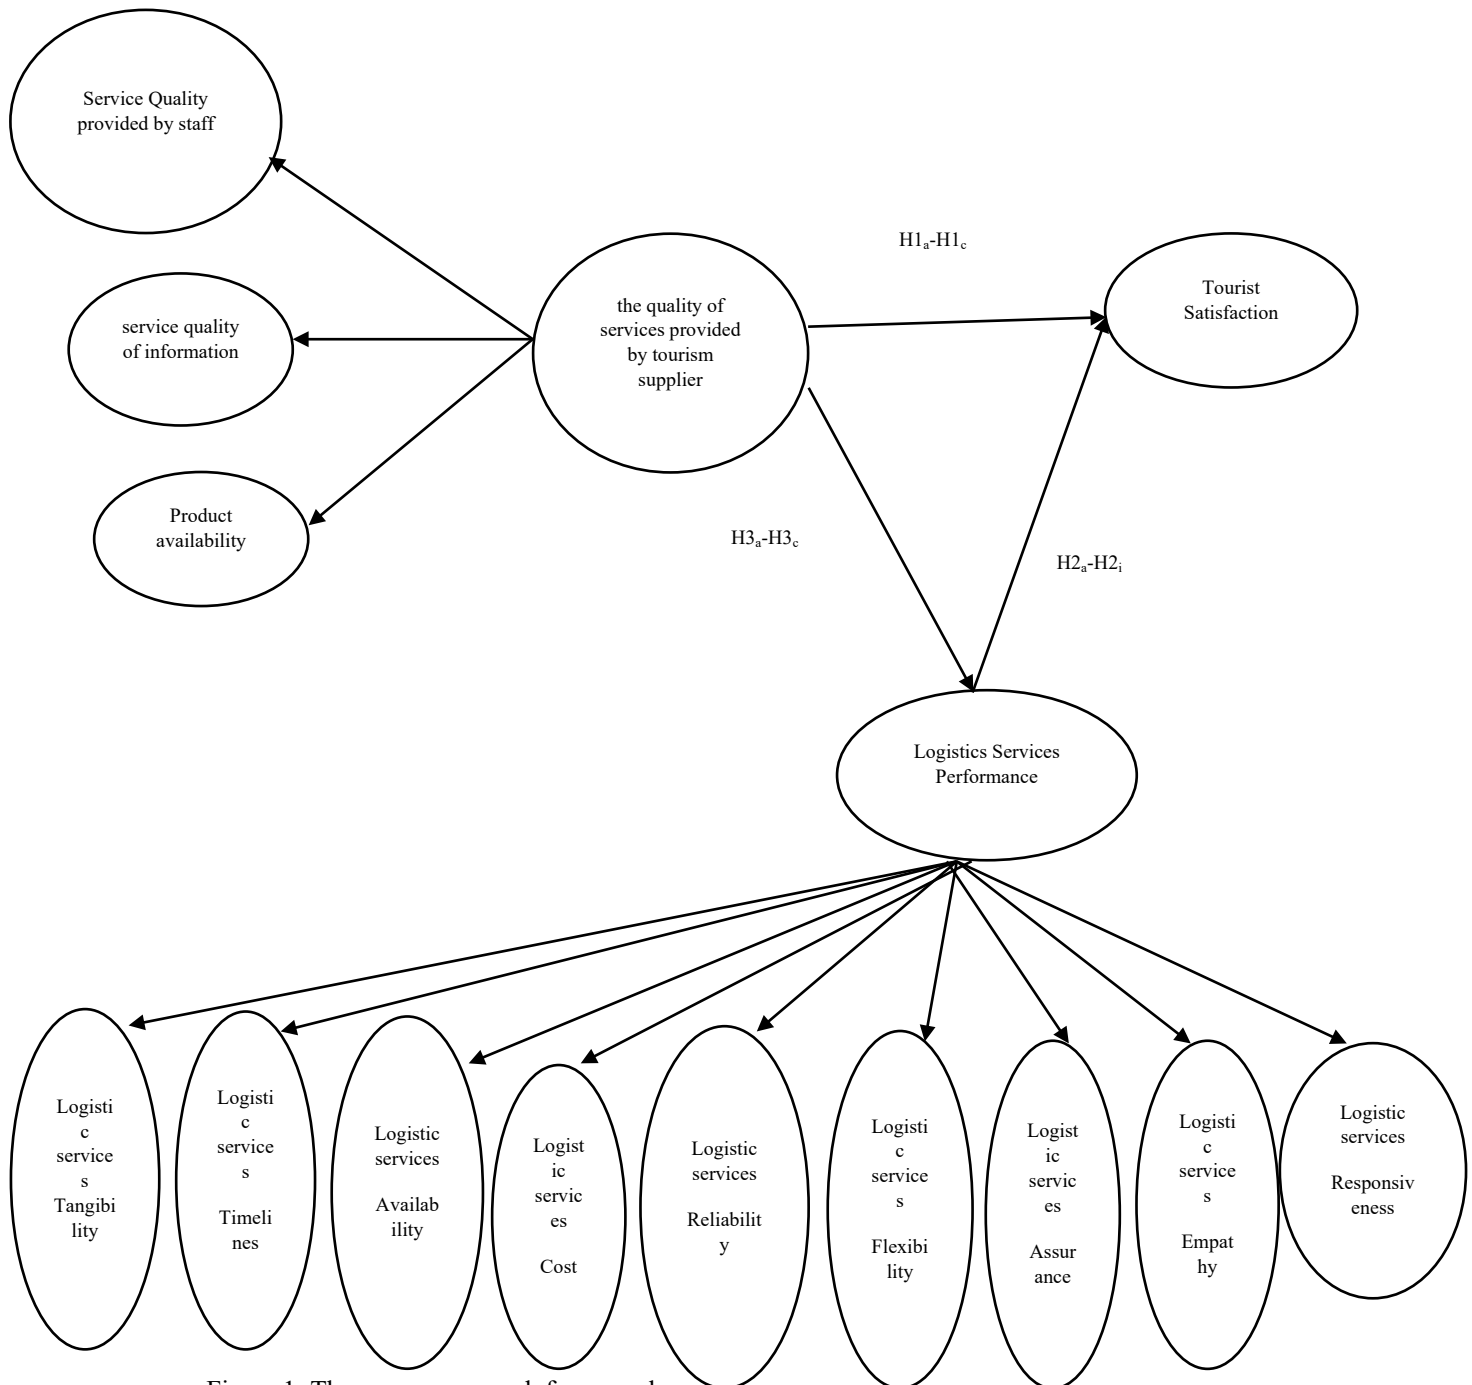 Service Quality
provided by staff
H1a-H1c
Tourist
Satisfaction
the quality of
services provided
by tourism
supplier
service quality
of information
Product
availability
H3a-H3c
H2a-H2i
Logistics Services
Performance
Logisti
c
service
s
Tangibi
lity
Logisti
c
service
s
Timeli
nes
Logistic
services
Availab
ility
Logist
ic
servic
es
Cost
Logistic
services
Reliabilit
y
Logisti
c
service
s
Flexibi
lity
Logist
ic
servic
es
Assur
ance
Logisti
c
service
s
Empat
hy
Logistic
services
Responsiv
eness